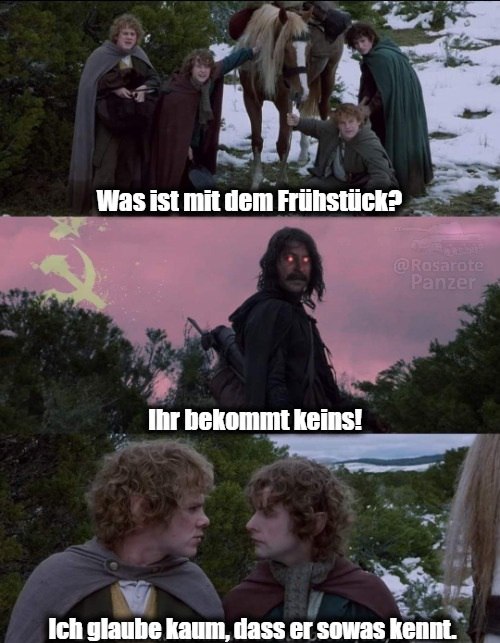 Was ist mit dem Frühstück?
@Rosarote
Panzer
Ihr bekommt keins!
Ich glaube kaum, dass er sowas kennt.